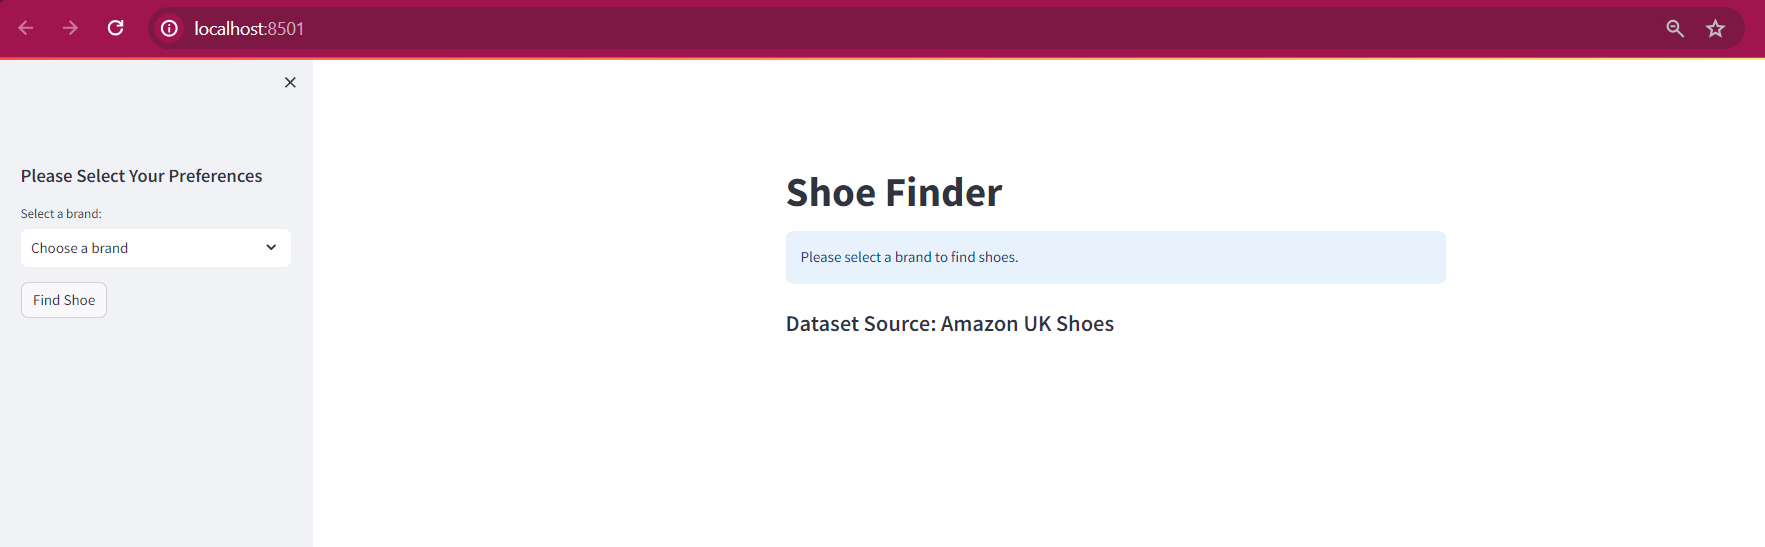 localhost:8501
Please Select Your Preferences
Select a brand:
Choose a brand
Find Shoe
Shoe Finder
Please select a brand to find shoes.
Dataset Source: Amazon UK Shoes